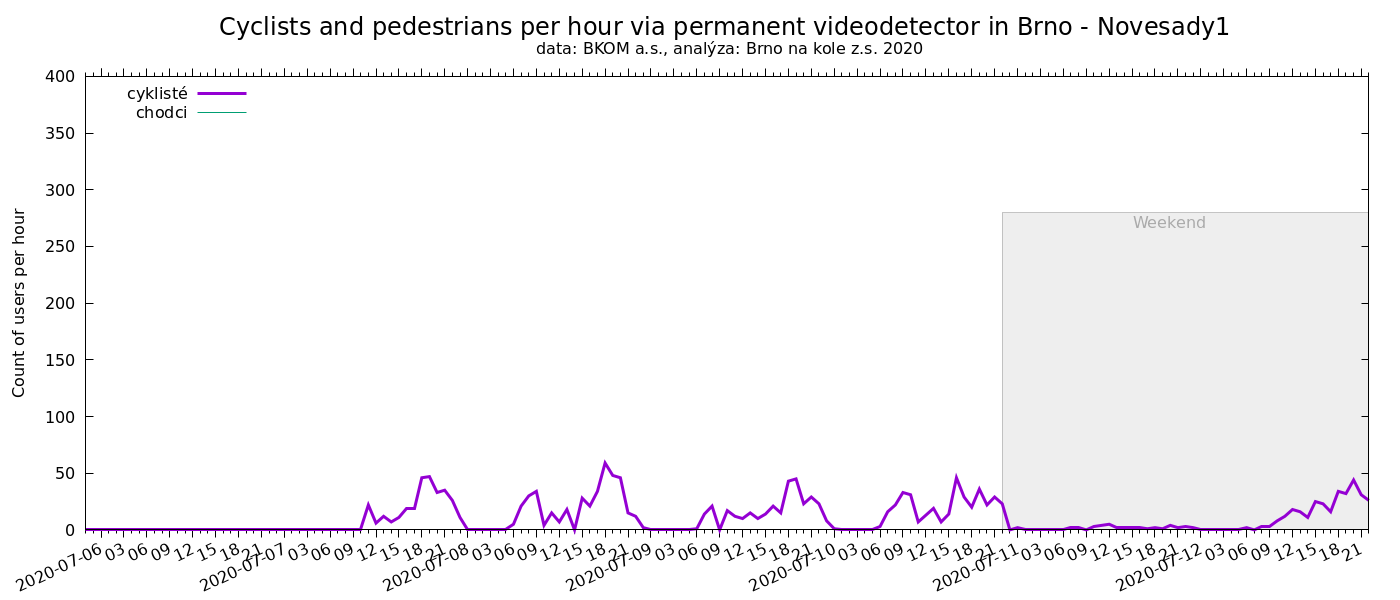 Cyclists and pedestrians per hour via permanent videodetector in Brno - Novesady1
data: BKOM a.s., analýza: Brno na kole z.s. 2020
cyklisté
chodci
Weekend
Count of users per hour
400
350
300
250
200
150
100
50
0
2020-07-06 03 06 09 12 15 18 21 2020-07-07 03 06 09 12 15 18 21 2020-07-08 03 06 09 12 15 18 21 2020-07-09 03 06 09 12 15 18 21 2020-07-10 03 06 09 12 15 18 21 2020-07-11 03 06 09 12 15 18 21 2020-07-12 03 06 09 12 15 18 21